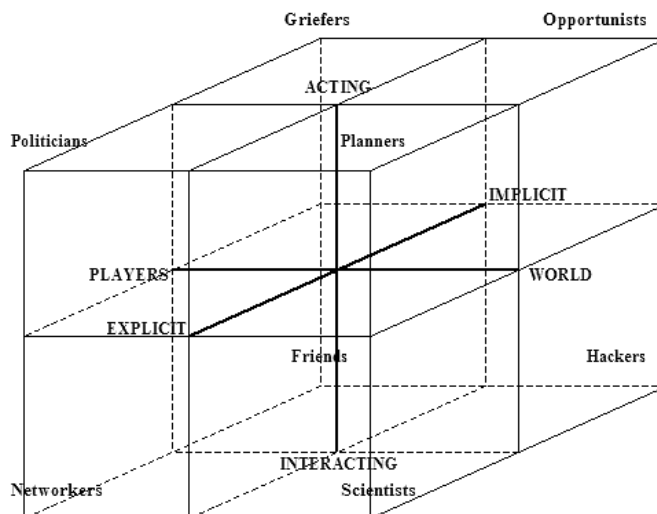 Griefers
Opportunists
ACTING
Politicians
Planners
IMPLICIT
PLAYERS
WORLD
EXPLICIT
Friends
Hackers
INTERACTING
Networkers
Scientists